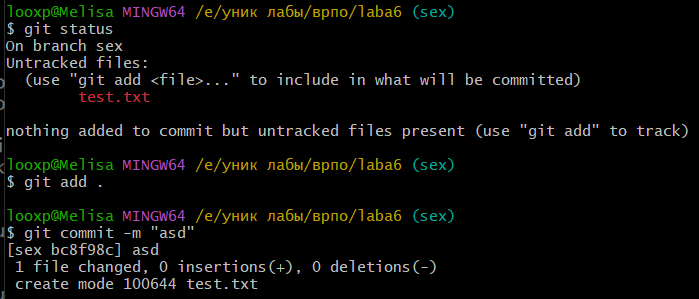 looxp@Melisa MINGW64 /e/уник лабы/врпо/laba6 (sex)
$ git status
On branch sex
Untracked files:
  (use "git add <file>..." to include in what will be committed)
        test.txt

nothing added to commit but untracked files present (use "git add" to track)

looxp@Melisa MINGW64 /e/уник лабы/врпо/laba6 (sex)
$ git add .

looxp@Melisa MINGW64 /e/уник лабы/врпо/laba6 (sex)
$ git commit -m "asd"
[sex bc8f98c] asd
 1 file changed, 0 insertions(+), 0 deletions(-)
 create mode 100644 test.txt